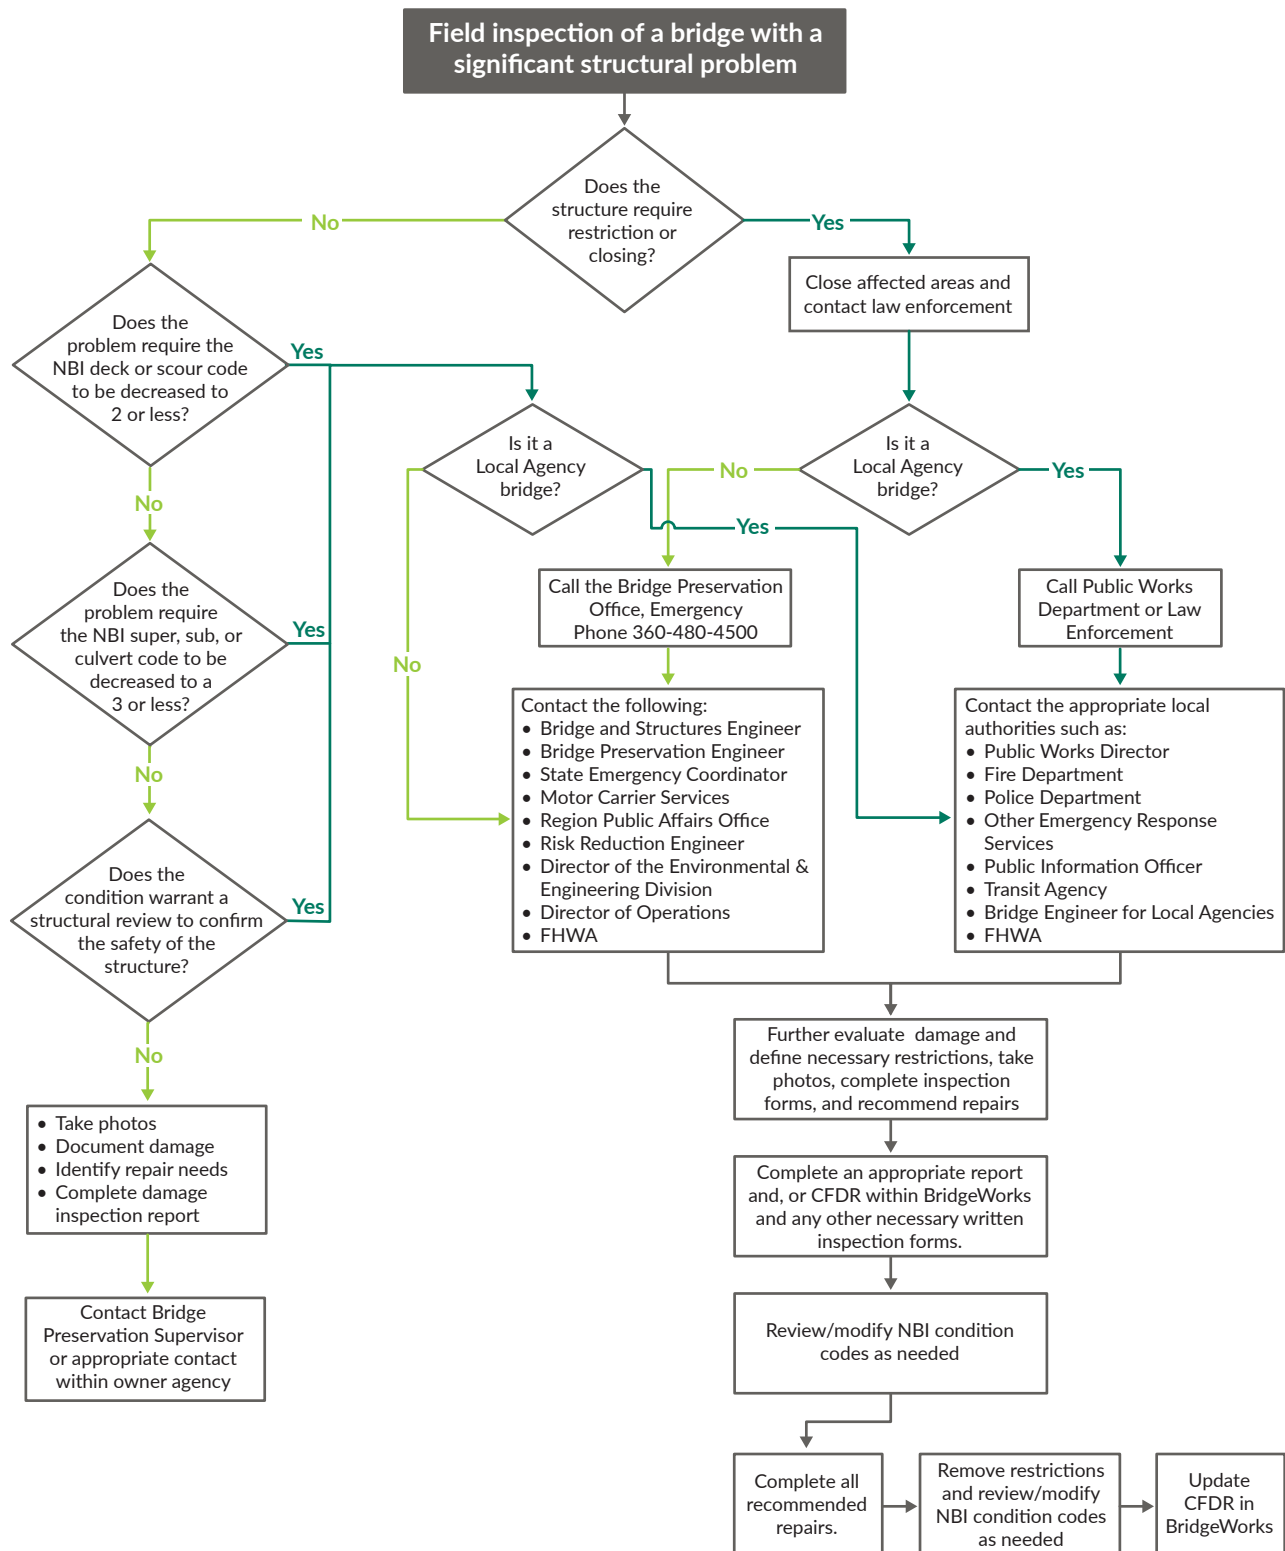 Field inspection of a bridge with a
significant structural problem
Does the
structure require
restriction or
closing?
No
Yes
Close affected areas and
contact law enforcement
Does the
problem require the
NBI deck or scour code
to be decreased to
2 or less?
Yes
No
Is it a
Local Agency
bridge?
No
Yes
Is it a
Local Agency
bridge?
No
Yes
Call the Bridge Preservation
Office, Emergency
Phone 360-480-4500
Call Public Works
Department or Law
Enforcement
Does the
problem require
the NBI super, sub, or
culvert code to be
decreased to a
3 or less?
Yes
No
Contact the following:
• Bridge and Structures Engineer
• Bridge Preservation Engineer
• State Emergency Coordinator
• Motor Carrier Services
• Region Public Affairs Office
• Risk Reduction Engineer
• Director of the Environmental &
Engineering Division
• Director of Operations
• FHWA
Contact the appropriate local
authorities such as:
• Public Works Director
• Fire Department
• Police Department
• Other Emergency Response
Services
• Public Information Officer
• Transit Agency
• Bridge Engineer for Local Agencies
• FHWA
Does the
condition warrant a
structural review to confirm
the safety of the
structure?
Yes
No
• Take photos
• Document damage
• Identify repair needs
• Complete damage
inspection report
Contact Bridge
Preservation Supervisor
or appropriate contact
within owner agency
Further evaluate damage and
define necessary restrictions, take
photos, complete inspection
forms, and recommend repairs
Complete an appropriate report
and, or CFDR within BridgeWorks
and any other necessary written
inspection forms.
Review/modify NBI condition
codes as needed
Complete all
recommended
repairs.
Remove restrictions
and review/modify
NBI condition codes
as needed
Update
CFDR in
BridgeWorks